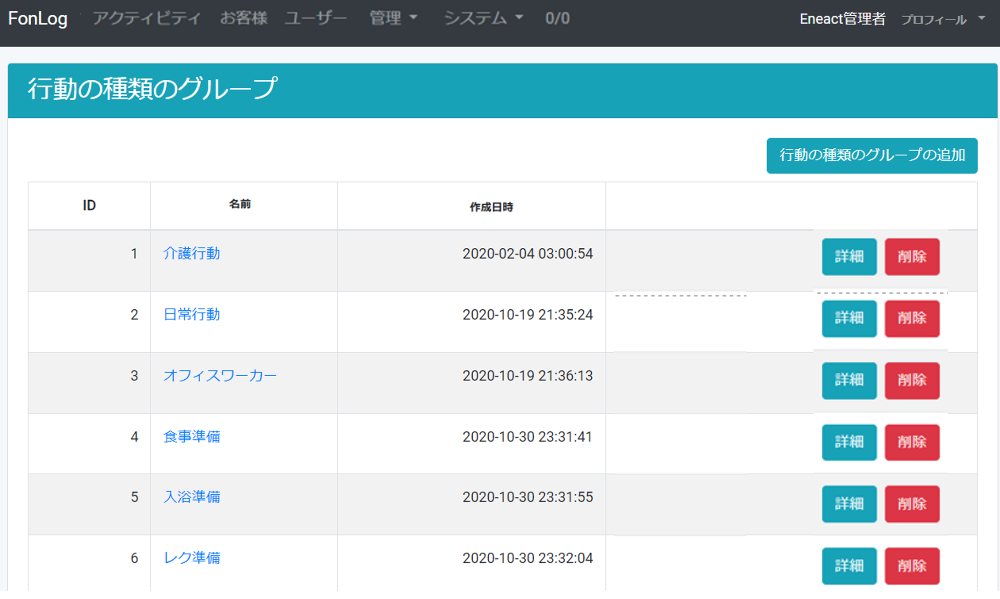 FonLog アクティビティ お客様 ユーザー 管理 システム 0/0 Eneact管理者 プロフィール
行動の種類のグループ
行動の種類のグループの追加
ID 名前 作成日時
1 介護行動 2020-02-04 03:00:54 詳細 削除
2 日常行動 2020-10-19 21:35:24 詳細 削除
3 オフィスワーカー 2020-10-19 21:36:13 詳細 削除
4 食事準備 2020-10-30 23:31:41 詳細 削除
5 入浴準備 2020-10-30 23:31:55 詳細 削除
6 レク準備 2020-10-30 23:32:04 詳細 削除